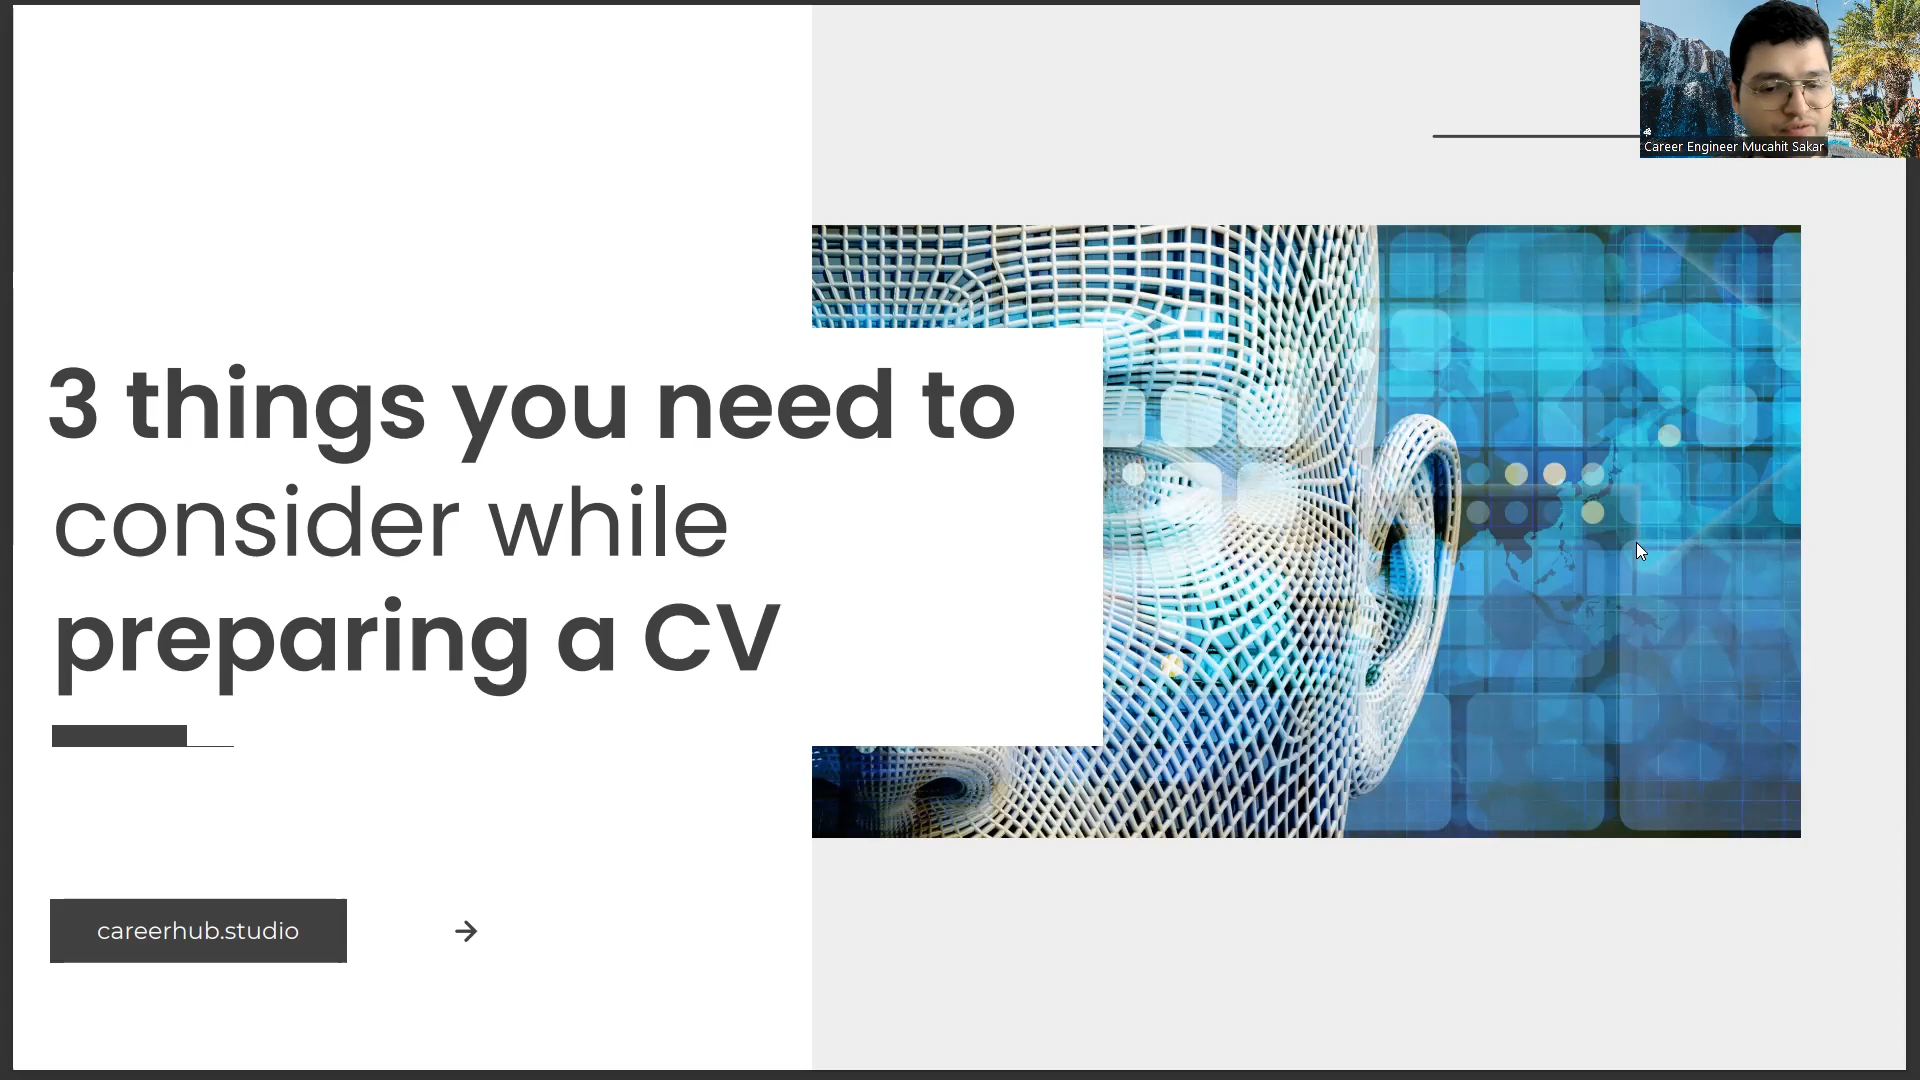 Career Engineer Mucahit Sakar
3 things you need to
consider while
preparing a CV
careerhub.studio